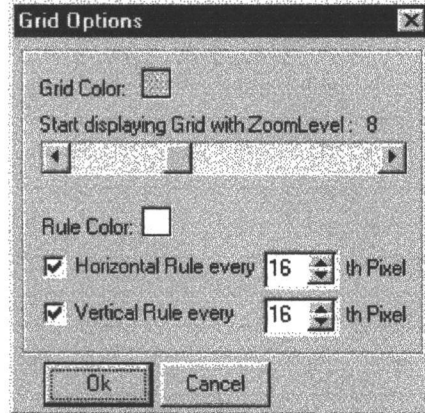 Grid Options
Grid Color:
Start displaying Grid with ZoomLevel : 8
Rule Color:
Horizontal Rule every 16 th Pixel
Vertical Rule every 16 th Pixel
Ok Cancel